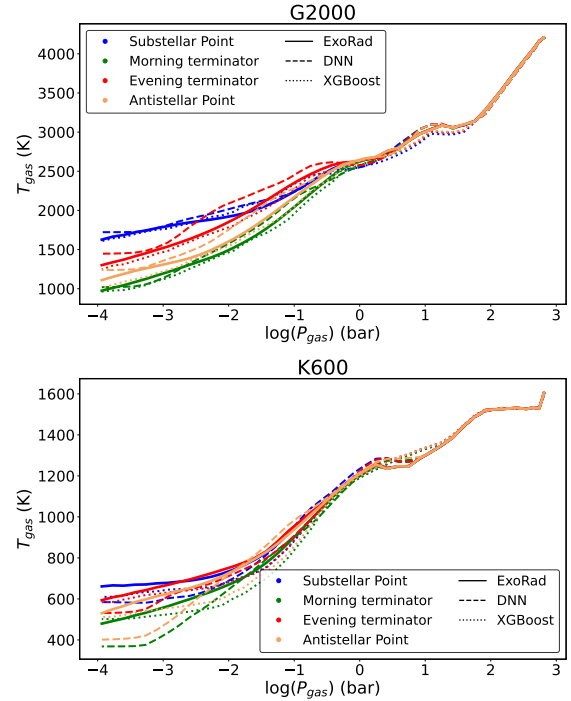 G2000
Substellar Point
Morning terminator
Evening terminator
Antistellar Point
ExoRad
DNN
XGBoost
4000
3500
3000
2500
2000
1500
1000
T_gas (K)
−4 −3 −2 −1 0 1 2 3
log(P_gas) (bar)
K600
1600
1400
1200
1000
800
600
400
T_gas (K)
Substellar Point
Morning terminator
Evening terminator
Antistellar Point
ExoRad
DNN
XGBoost
−4 −3 −2 −1 0 1 2 3
log(P_gas) (bar)